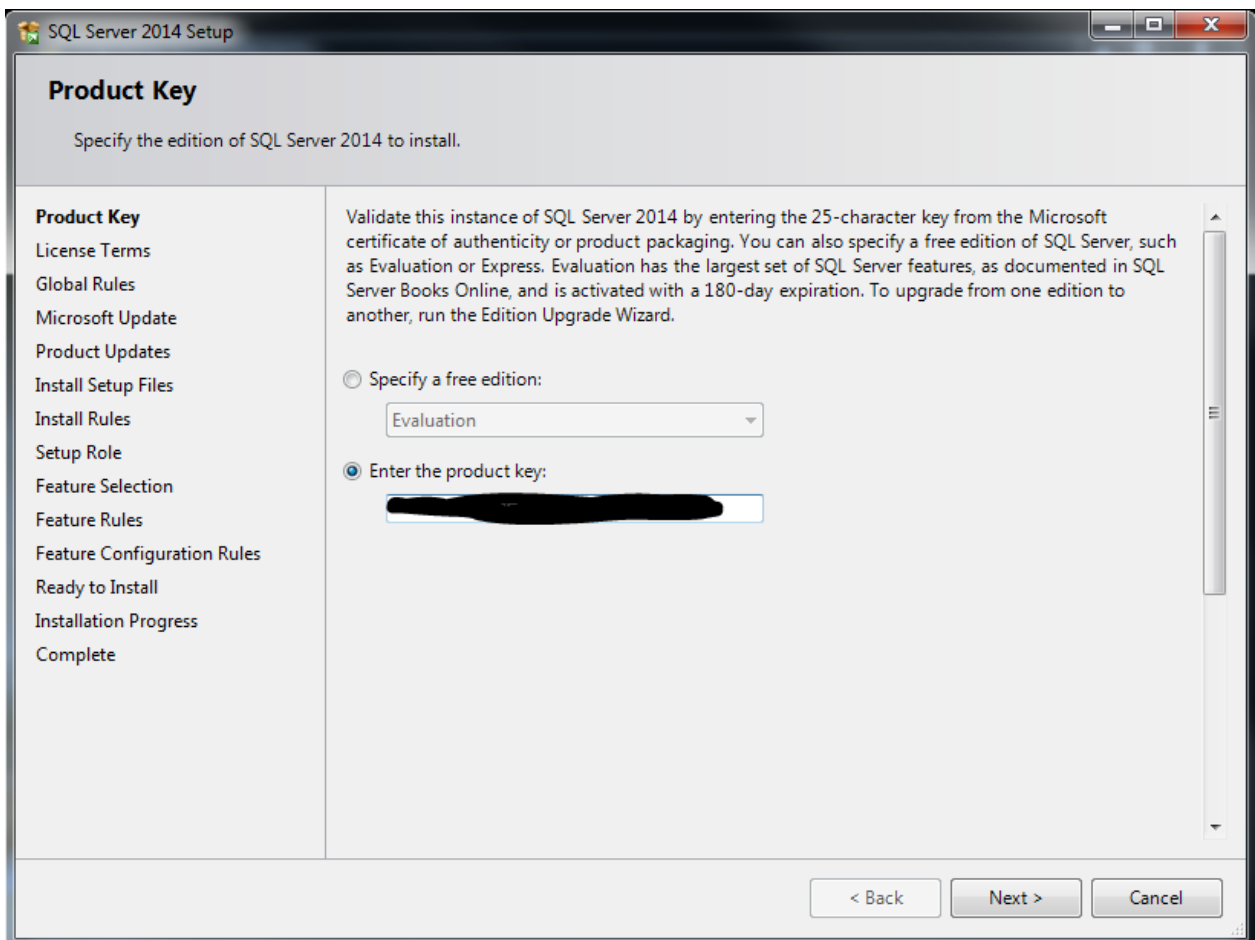 SQL Server 2014 Setup
Product Key
Specify the edition of SQL Server 2014 to install.
Product Key
License Terms
Global Rules
Microsoft Update
Product Updates
Install Setup Files
Install Rules
Setup Role
Feature Selection
Feature Rules
Feature Configuration Rules
Ready to Install
Installation Progress
Complete
Validate this instance of SQL Server 2014 by entering the 25-character key from the Microsoft
certificate of authenticity or product packaging. You can also specify a free edition of SQL Server, such
as Evaluation or Express. Evaluation has the largest set of SQL Server features, as documented in SQL
Server Books Online, and is activated with a 180-day expiration. To upgrade from one edition to
another, run the Edition Upgrade Wizard.
Specify a free edition:
Evaluation
Enter the product key:
< Back
Next >
Cancel